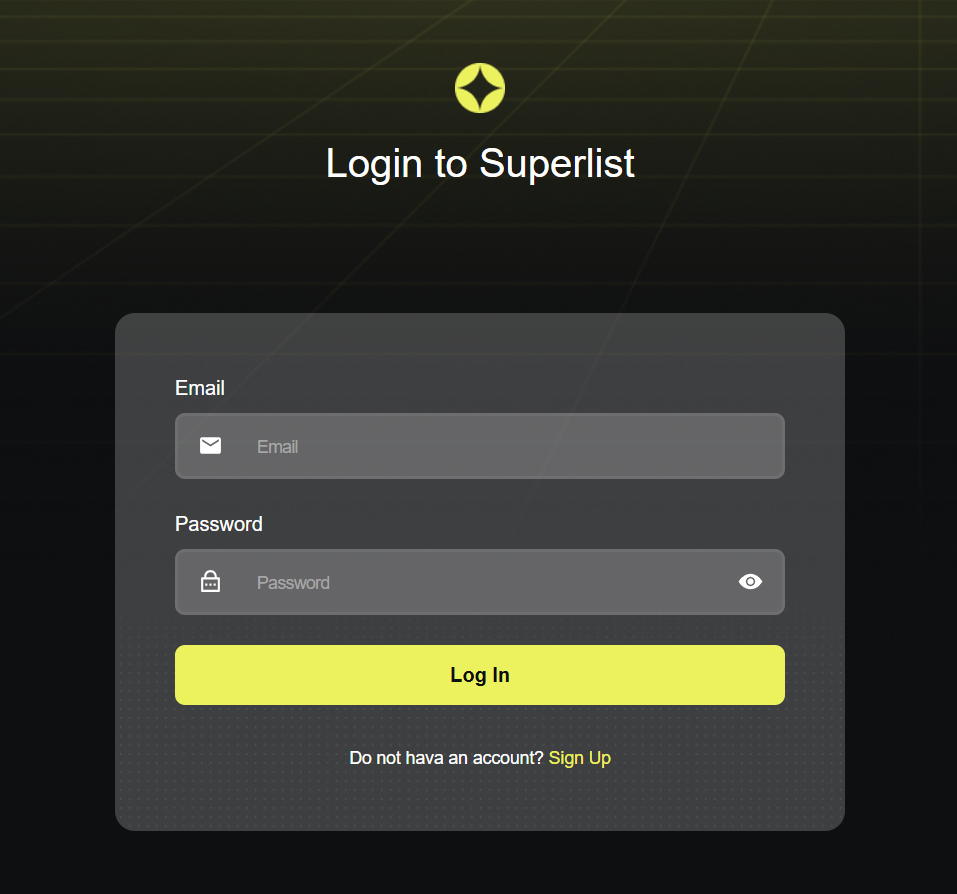 Login to Superlist
Email
Email
Password
Password
Log In
Do not hava an account? Sign Up